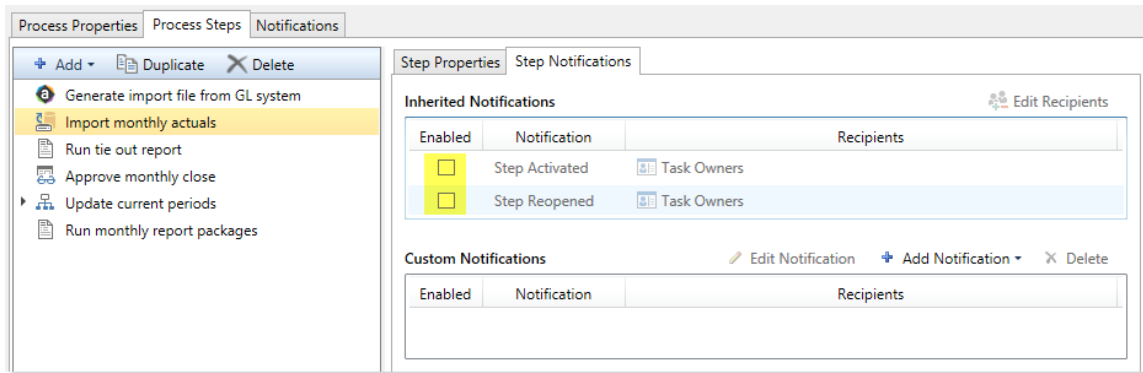 Process Properties Process Steps Notifications
Add Duplicate Delete
Generate import file from GL system
Import monthly actuals
Run tie out report
Approve monthly close
Update current periods
Run monthly report packages
Step Properties Step Notifications
Inherited Notifications Edit Recipients
Enabled Notification Recipients
Step Activated Task Owners
Step Reopened Task Owners
Custom Notifications Edit Notification Add Notification Delete
Enabled Notification Recipients